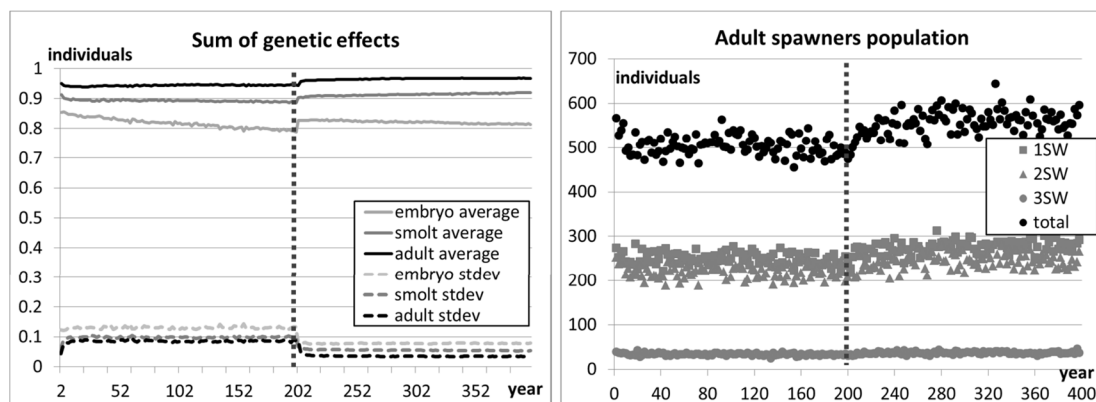 Sum of genetic effects
individuals
1
0.9
0.8
0.7
0.6
0.5
0.4
0.3
0.2
0.1
0
embryo average
smolt average
adult average
embryo stdev
smolt stdev
adult stdev
2 52 102 152 202 252 302 352 year
Adult spawners population
700
individuals
600
500
400
300
200
100
0
1SW
2SW
3SW
total
year
0 40 80 120 160 200 240 280 320 360 400